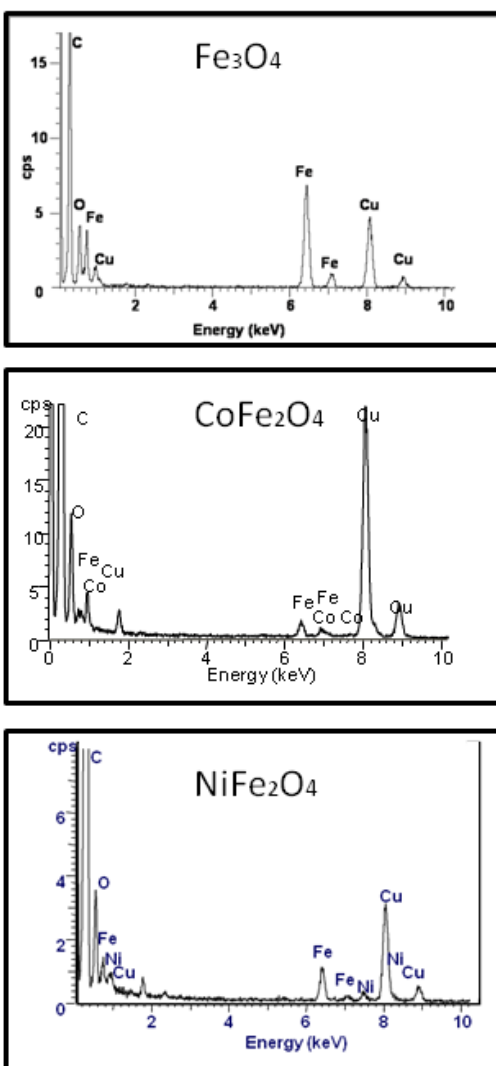 Fe₃O₄
C
15
10
cps
O
Fe
Cu
5
0
Fe
Fe
Cu
Cu
2 4 6 8 10
Energy (keV)
CoFe₂O₄
cps
C
20
15
10
5
0
O
Fe
Co
Cu
Fe
Fe
Co Co
Cu
Cu
0 2 4 6 8 10
Energy (keV)
NiFe₂O₄
cps
C
6
4
2
0
O
Fe
Ni
Cu
Fe
Fe
Ni
Cu
Ni
Cu
2 4 6 8 10
Energy (keV)